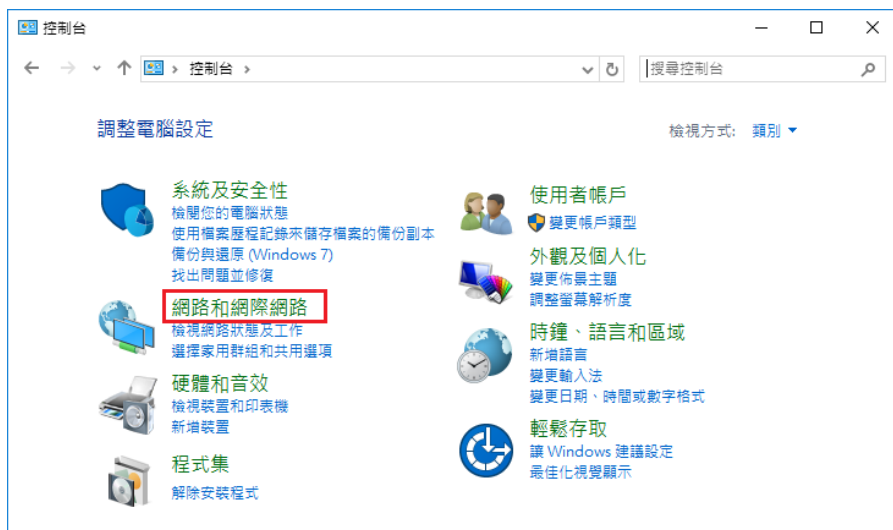 控制台
控制台
搜尋控制台
調整電腦設定
檢視方式: 類別
系統及安全性
檢閱您的電腦狀態
使用檔案歷程記錄來儲存檔案的備份副本
備份與還原 (Windows 7)
找出問題並修復
網路和網際網路
檢視網路狀態及工作
選擇家用群組和共用選項
硬體和音效
檢視裝置和印表機
新增裝置
程式集
解除安裝程式
使用者帳戶
變更帳戶類型
外觀及個人化
變更佈景主題
調整螢幕解析度
時鐘、語言和區域
新增語言
變更輸入法
變更日期、時間或數字格式
輕鬆存取
讓 Windows 建議設定
最佳化視覺顯示